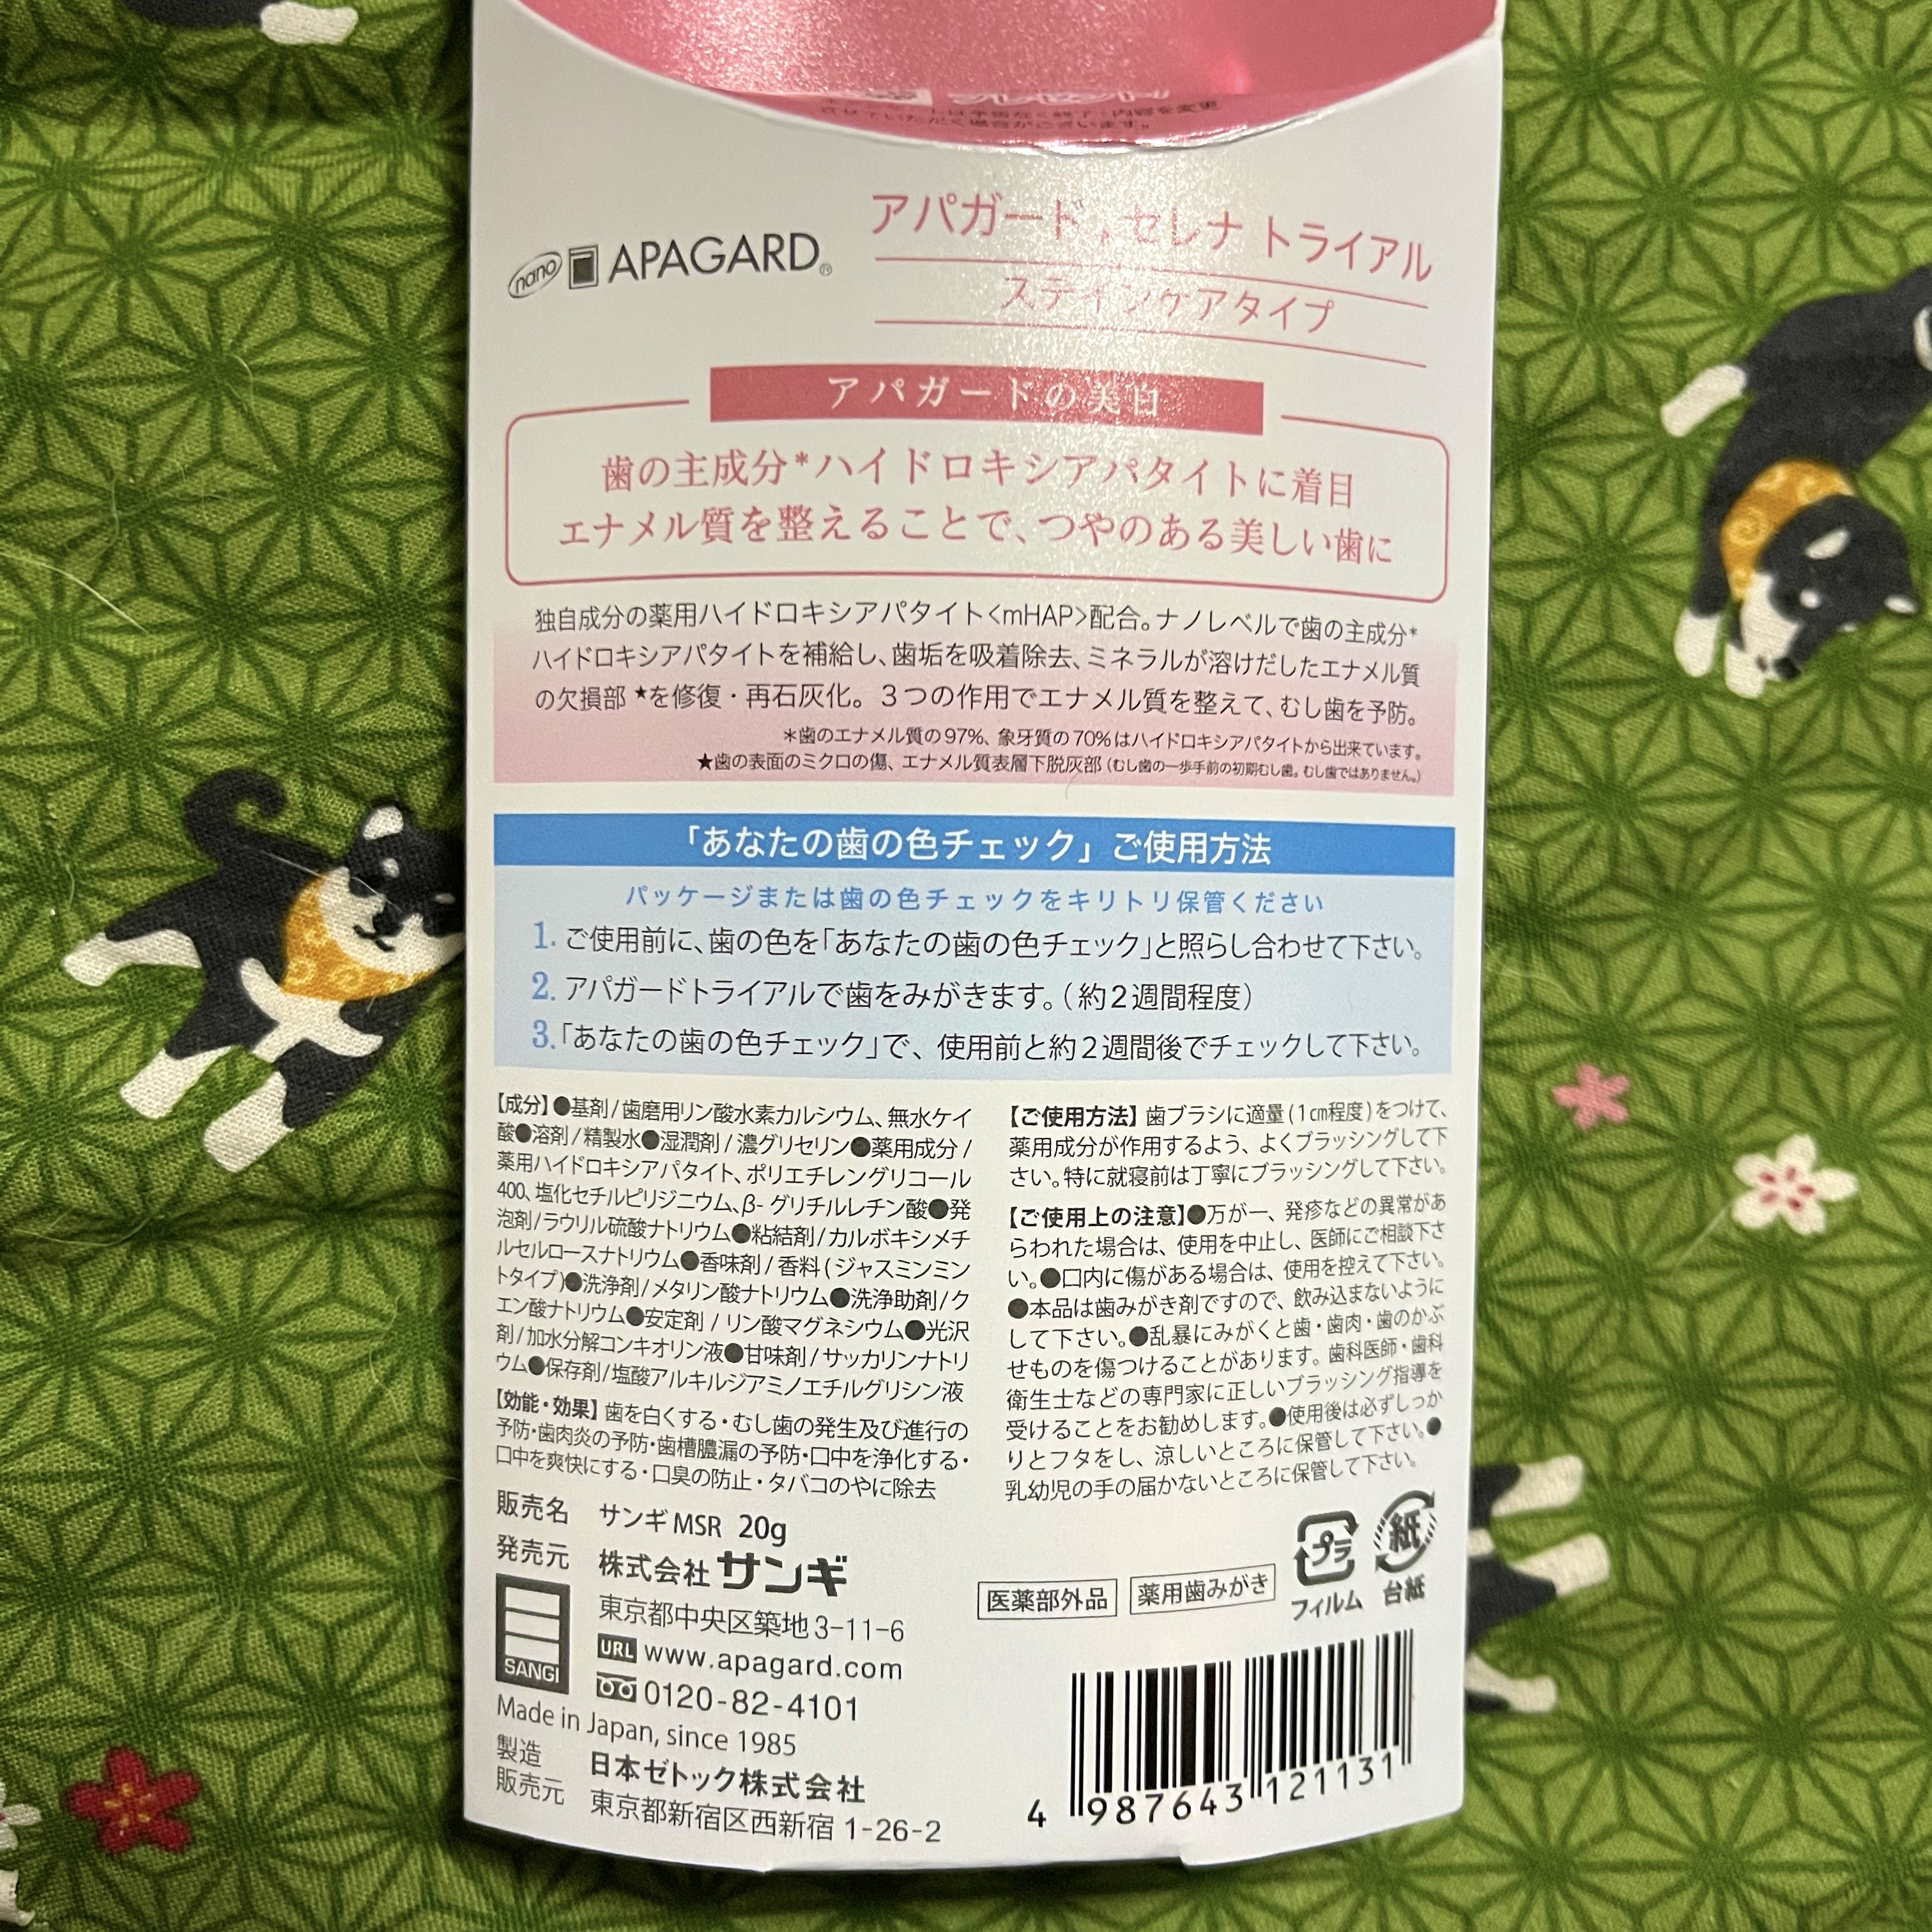 させていただく場合がございます。
nano APAGARD®
アパガード セレナ トライアル
ステインケアタイプ
アパガードの美白
歯の主成分*ハイドロキシアパタイトに着目
エナメル質を整えることで、つやのある美しい歯に
独自成分の薬用ハイドロキシアパタイト<mHAP>配合。ナノレベルで歯の主成分*
ハイドロキシアパタイトを補給し、歯垢を吸着除去、ミネラルが溶けだしたエナメル質
の欠損部★を修復・再石灰化。3つの作用でエナメル質を整えて、むし歯を予防。
*歯のエナメル質の97%、象牙質の70%はハイドロキシアパタイトから出来ています。
★歯の表面のミクロの傷、エナメル質表層下脱灰部(むし歯の一歩手前の初期むし歯。むし歯ではありません。)
「あなたの歯の色チェック」ご使用方法
パッケージまたは歯の色チェックをキリトリ保管ください
1. ご使用前に、歯の色を「あなたの歯の色チェック」と照らし合わせて下さい。
2. アパガードトライアルで歯をみがきます。(約2週間程度)
3.「あなたの歯の色チェック」で、使用前と約2週間後でチェックして下さい。
【成分】●基剤/歯磨用リン酸水素カルシウム、無水ケイ
酸●溶剤/精製水●湿潤剤/濃グリセリン●薬用成分/
薬用ハイドロキシアパタイト、ポリエチレングリコール
400、塩化セチルピリジニウム、β-グリチルレチン酸●発
泡剤/ラウリル硫酸ナトリウム●粘結剤/カルボキシメチ
ルセルロースナトリウム●香味剤/香料(ジャスミンミン
トタイプ)●洗浄剤/メタリン酸ナトリウム●洗浄助剤/ク
エン酸ナトリウム●安定剤/リン酸マグネシウム●光沢
剤/加水分解コンキオリン液●甘味剤/サッカリンナトリ
ウム●保存剤/塩酸アルキルジアミノエチルグリシン液
【効能・効果】歯を白くする・むし歯の発生及び進行の
予防・歯肉炎の予防・歯槽膿漏の予防・口中を浄化する・
口中を爽快にする・口臭の防止・タバコのやに除去
【ご使用方法】歯ブラシに適量(1cm程度)をつけて、
薬用成分が作用するよう、よくブラッシングして下
さい。特に就寝前は丁寧にブラッシングして下さい。
【ご使用上の注意】●万が一、発疹などの異常があ
らわれた場合は、使用を中止し、医師にご相談下さ
い。●口内に傷がある場合は、使用を控えて下さい。
●本品は歯みがき剤ですので、飲み込まないように
して下さい。●乱暴にみがくと歯・歯肉・歯のかぶ
せものを傷つけることがあります。歯科医師・歯科
衛生士などの専門家に正しいブラッシング指導を
受けることをお勧めします。●使用後は必ずしっか
りとフタをし、涼しいところに保管して下さい。●
乳幼児の手の届かないところに保管して下さい。
販売名 サンギMSR 20g
発売元 株式会社サンギ
東京都中央区築地3-11-6
URL www.apagard.com
0120-82-4101
SANGI
Made in Japan, since 1985
製造
販売元
日本ゼトック株式会社
東京都新宿区西新宿1-26-2
医薬部外品 薬用歯みがき
プラ 紙
フィルム 台紙
4 987643 121131